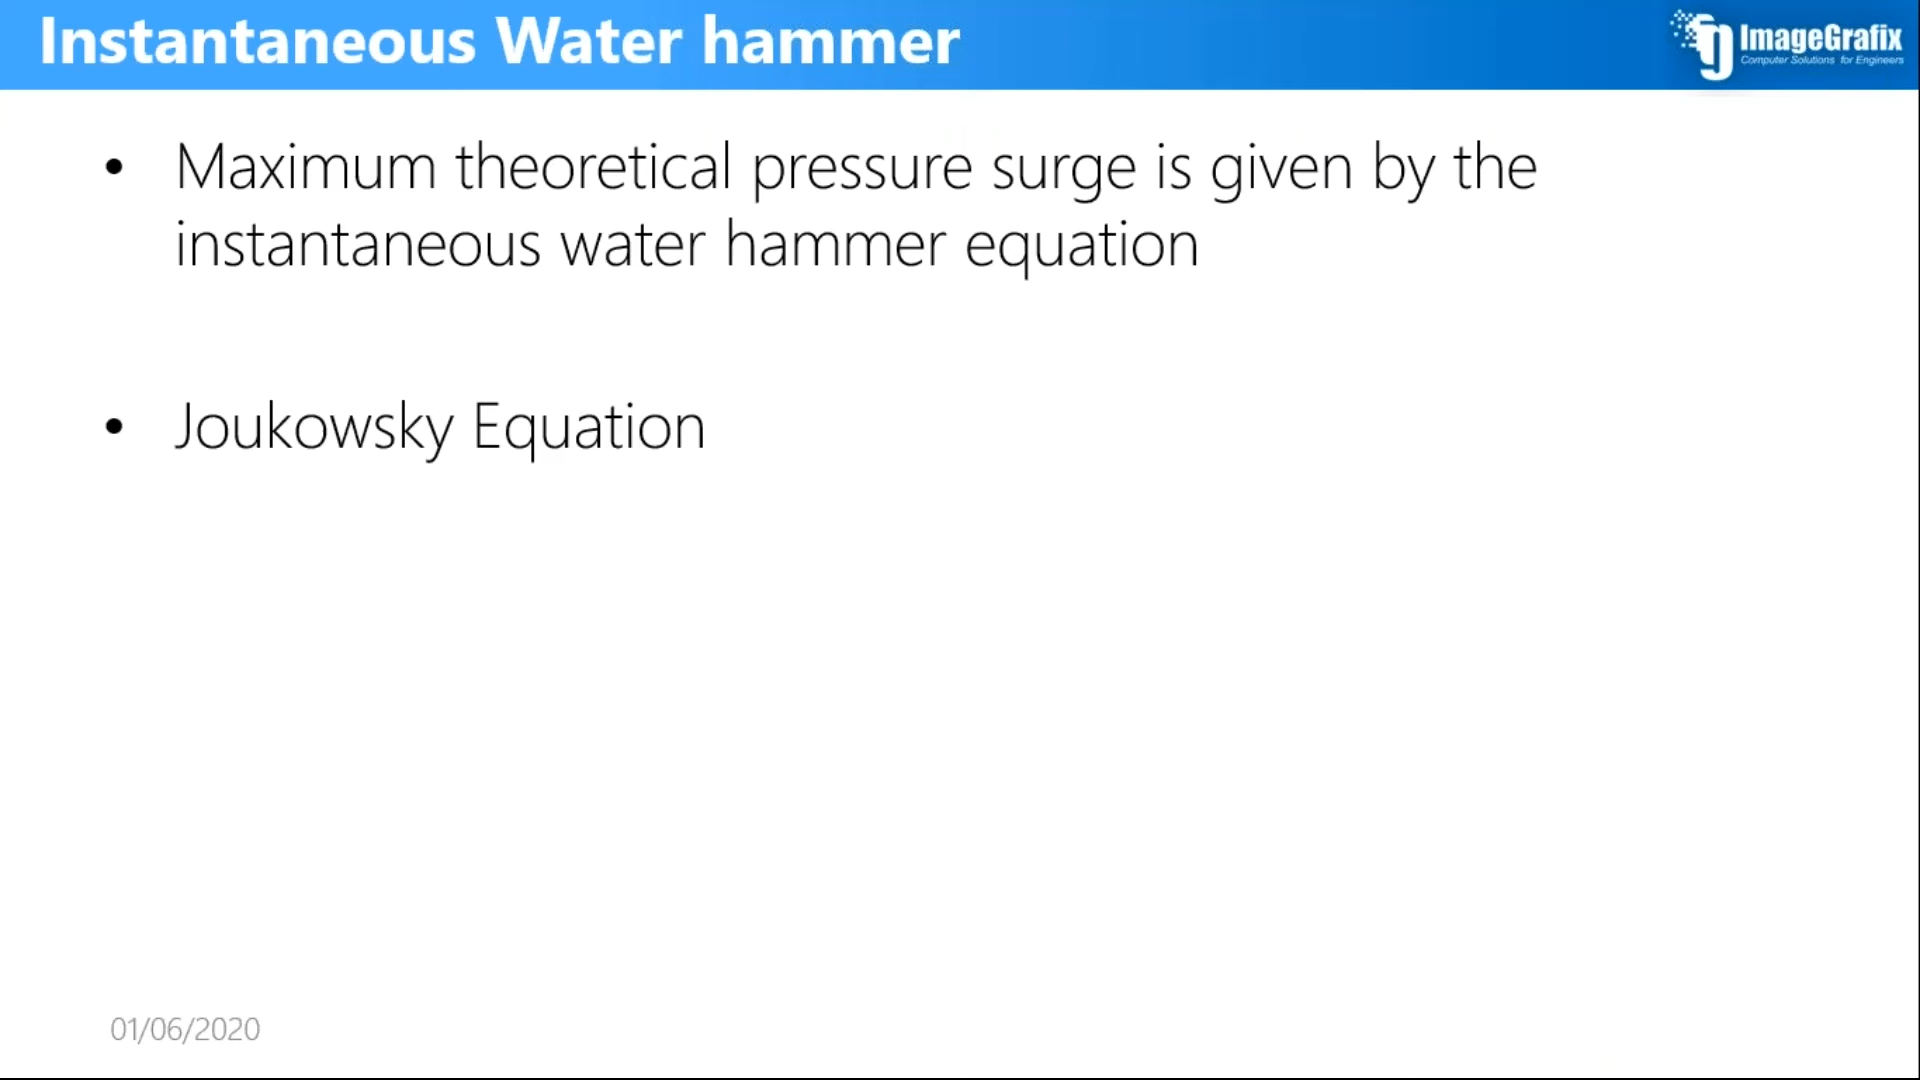 Instantaneous Water hammer
ImageGrafix
Computer Solutions for Engineers
• Maximum theoretical pressure surge is given by the
instantaneous water hammer equation
• Joukowsky Equation
01/06/2020